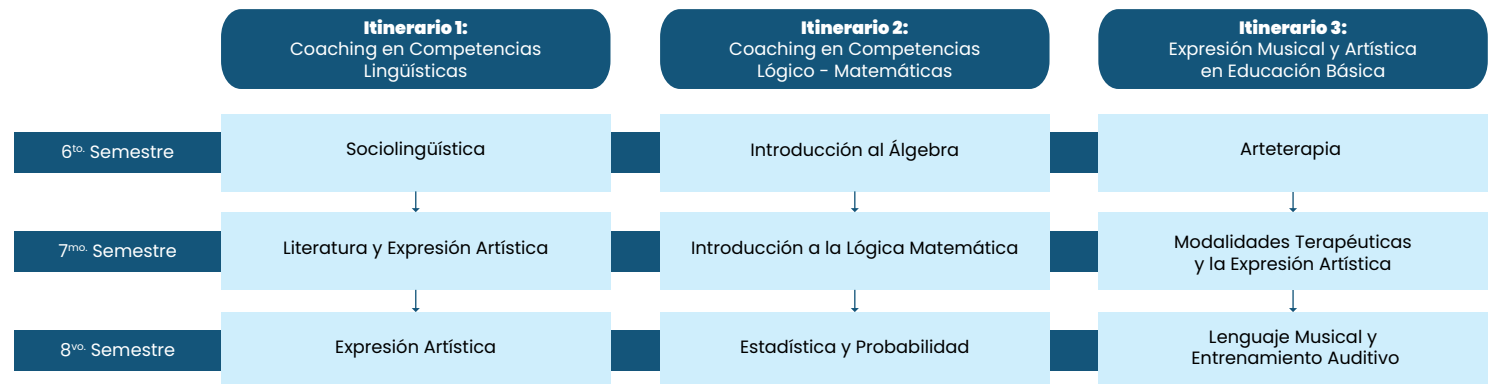 Itinerario 1:
Coaching en Competencias
Lingüísticas
Itinerario 2:
Coaching en Competencias
Lógico - Matemáticas
Itinerario 3:
Expresión Musical y Artística
en Educación Básica
6to. Semestre
Sociolingüística
Introducción al Álgebra
Arteterapia
7mo. Semestre
Literatura y Expresión Artística
Introducción a la Lógica Matemática
Modalidades Terapéuticas
y la Expresión Artística
8vo. Semestre
Expresión Artística
Estadística y Probabilidad
Lenguaje Musical y
Entrenamiento Auditivo